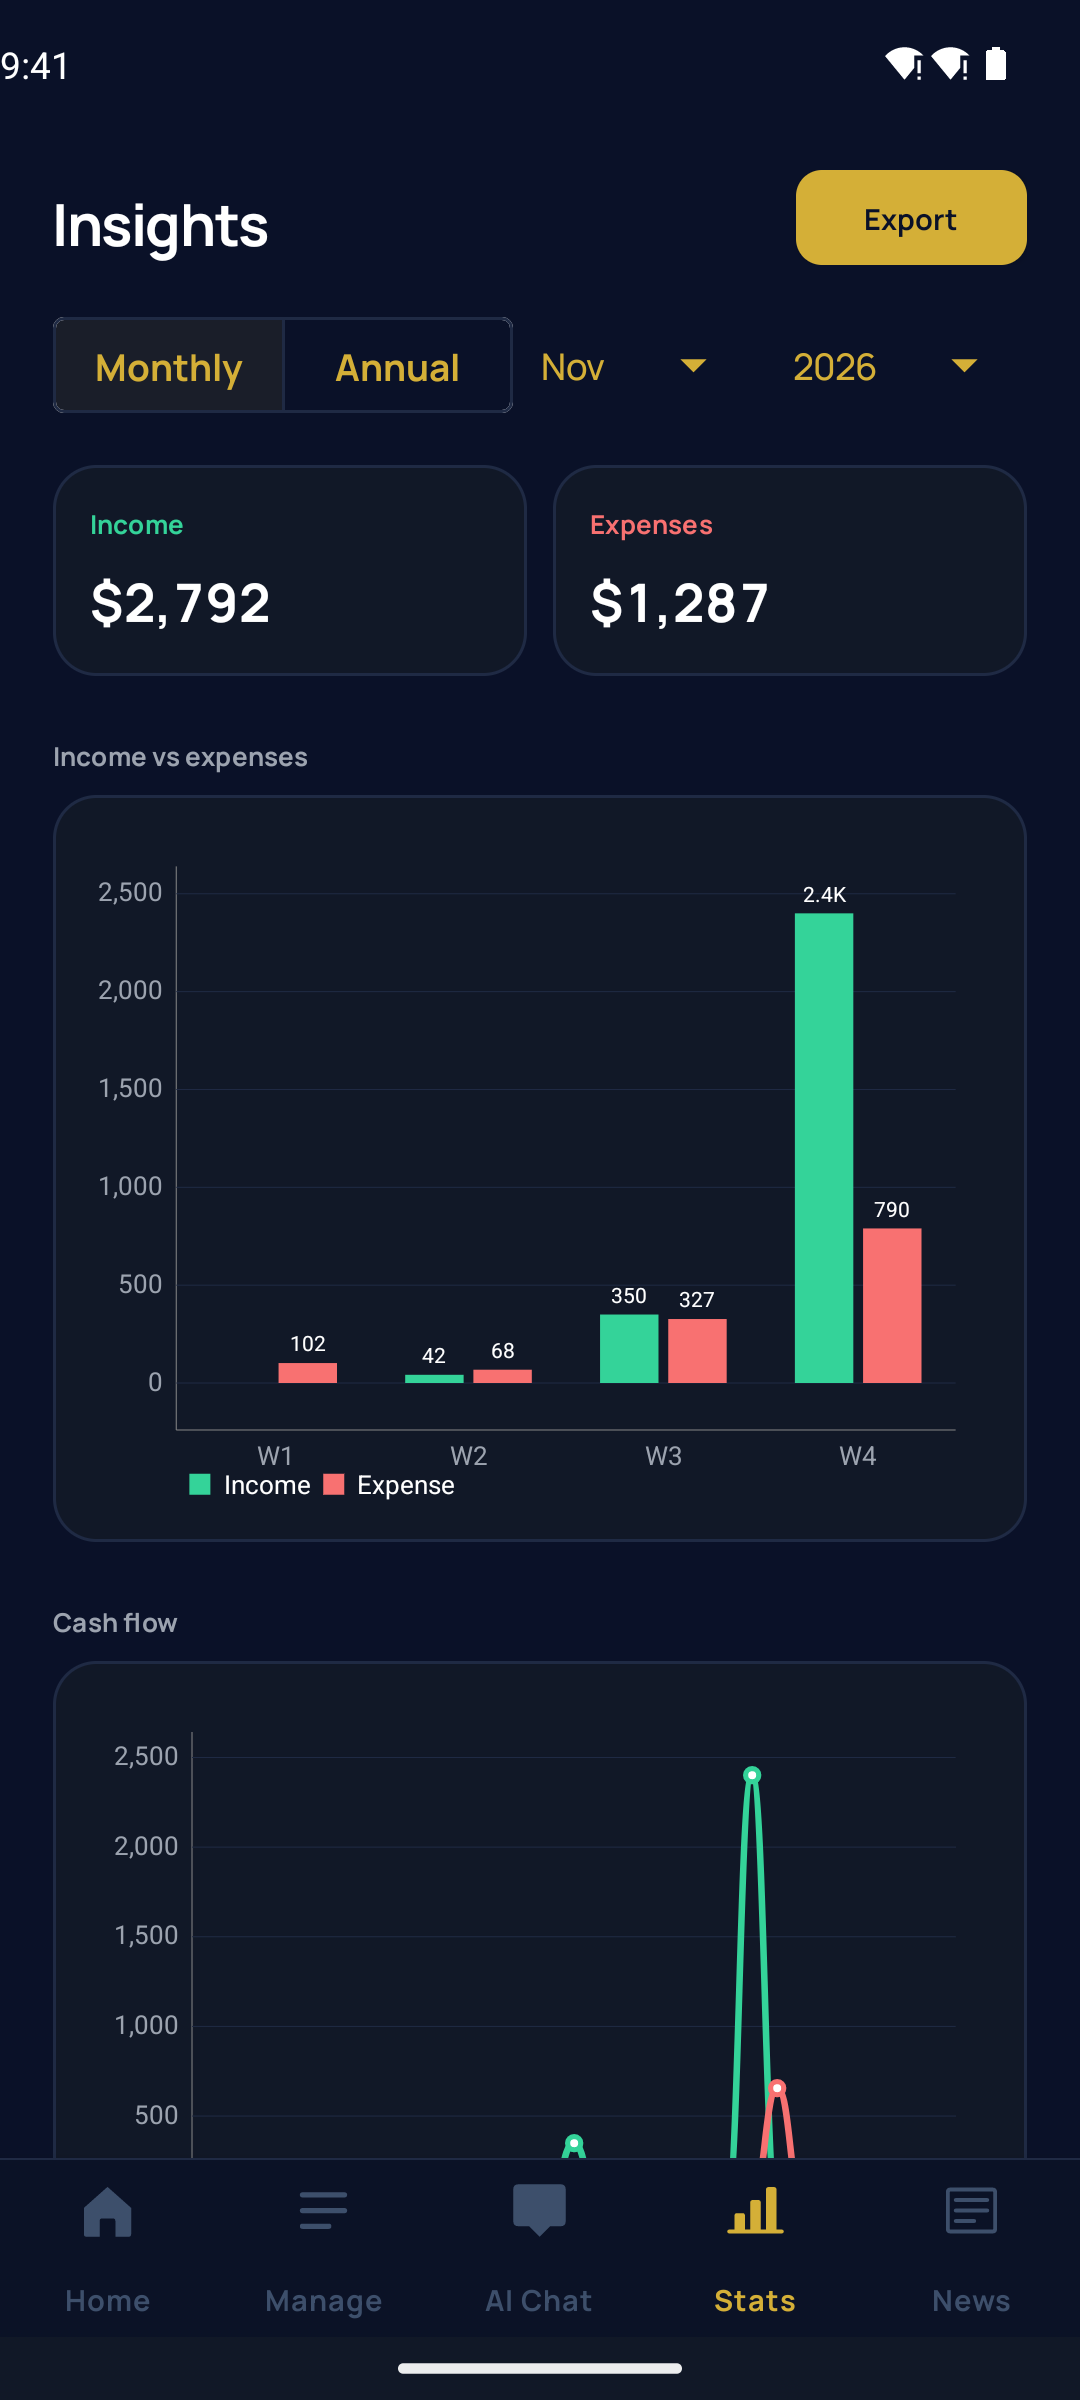 9:41
Insights
Export
Monthly Annual Nov 2026
Income
$2,792
Expenses
$1,287
Income vs expenses
2,500
2,000
1,500
1,000
500
0
102
42
68
350
327
2.4K
790
W1 W2 W3 W4
Income Expense
Cash flow
2,500
2,000
1,500
1,000
500
Home Manage AI Chat Stats News